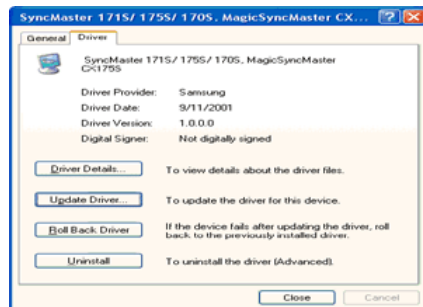 SyncMaster 171S/ 175S/ 170S, MagicSyncMaster CX...
General
Driver
SyncMaster 171S/ 175S/ 170S, MagicSyncMaster
CX175S
Driver Provider: Samsung
Driver Date: 9/11/2001
Driver Version: 1.0.0.0
Digital Signer: Not digitally signed
Driver Details... To view details about the driver files.
Update Driver... To update the driver for this device.
Roll Back Driver If the device fails after updating the driver, roll
back to the previously installed driver.
Uninstall To uninstall the driver (Advanced).
Close Cancel